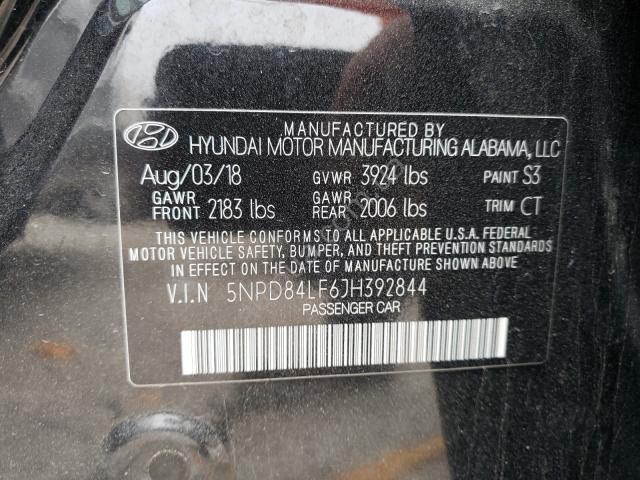 MANUFACTURED BY
HYUNDAI MOTOR MANUFACTURING ALABAMA, LLC
Aug/03/18 GVWR 3924 lbs PAINT S3
GAWR FRONT 2183 lbs GAWR REAR 2006 lbs TRIM CT
THIS VEHICLE CONFORMS TO ALL APPLICABLE U.S.A. FEDERAL
MOTOR VEHICLE SAFETY, BUMPER, AND THEFT PREVENTION STANDARDS
IN EFFECT ON THE DATE OF MANUFACTURE SHOWN ABOVE.
V.I.N 5NPD84LF6JH392844
PASSENGER CAR